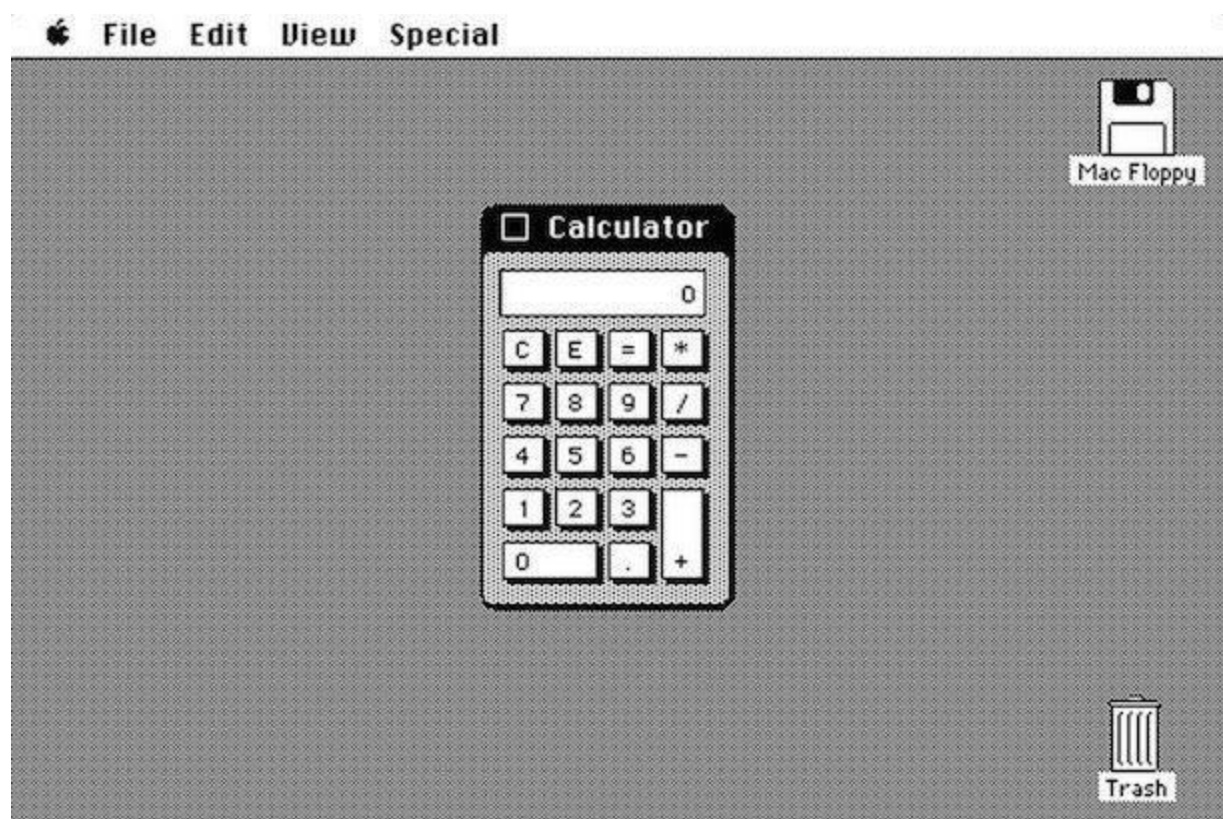 File Edit View Special
Mac Floppy
Calculator
0
C E = *
7 8 9 /
4 5 6 -
1 2 3
0 . +
Trash